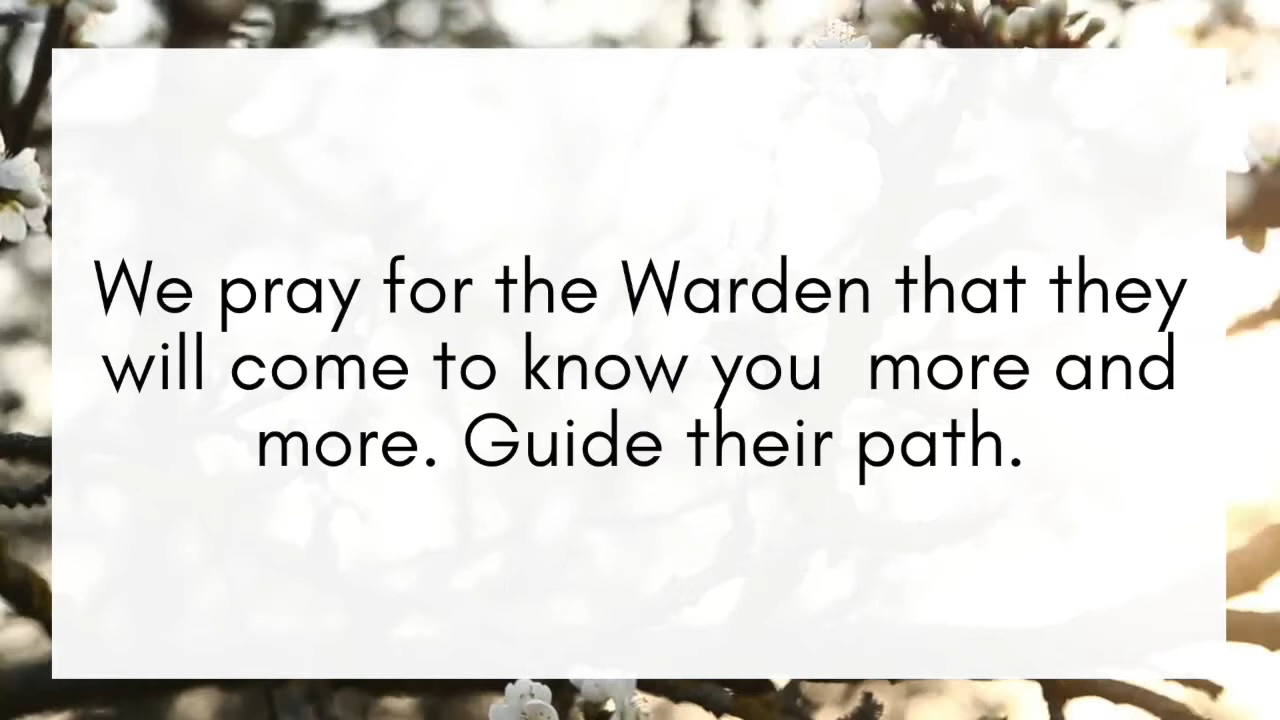 We pray for the Warden that they
will come to know you  more and
more. Guide their path.